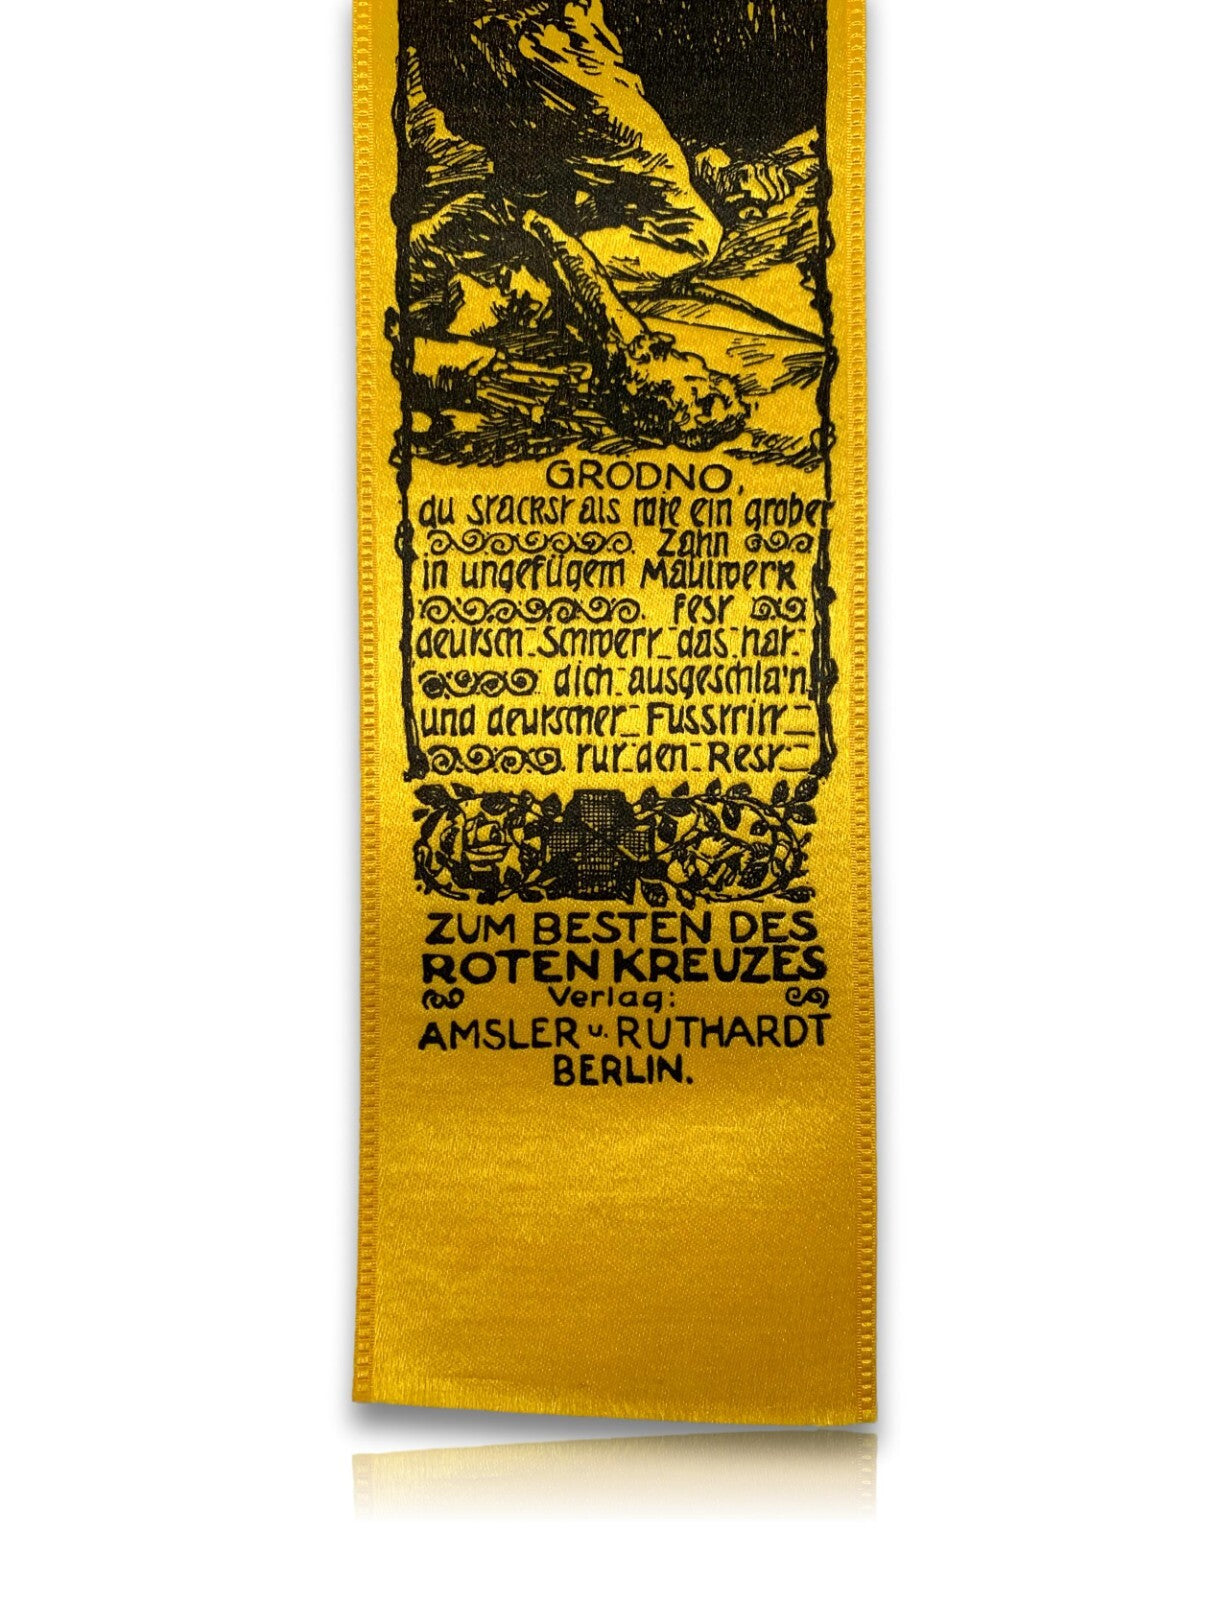 GRODNO,
du stackst als wie ein grober
Zahn
in ungefügem Maulwerk
fest
deutsch Schwert das hat
dich ausgeschla'n
und deutscher Fusstritt
tut den Rest
ZUM BESTEN DES
ROTEN KREUZES
Verlag:
AMSLER u. RUTHARDT
BERLIN.